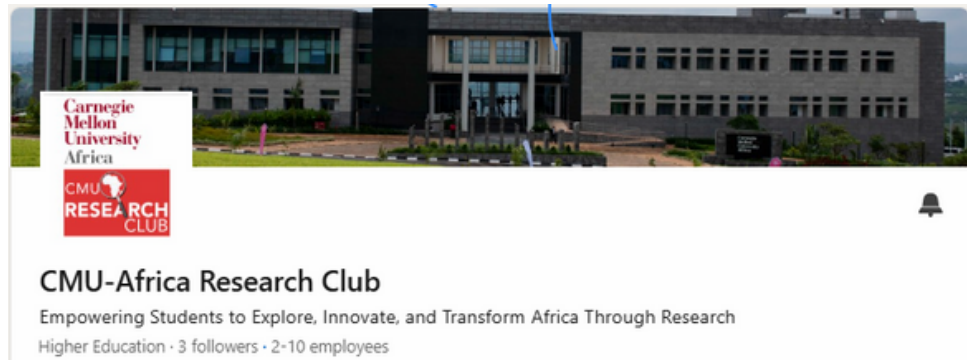 Carnegie
Mellon
University
Africa
CMU
RESEARCH
CLUB
CMU-Africa Research Club
Empowering Students to Explore, Innovate, and Transform Africa Through Research
Higher Education · 3 followers · 2-10 employees